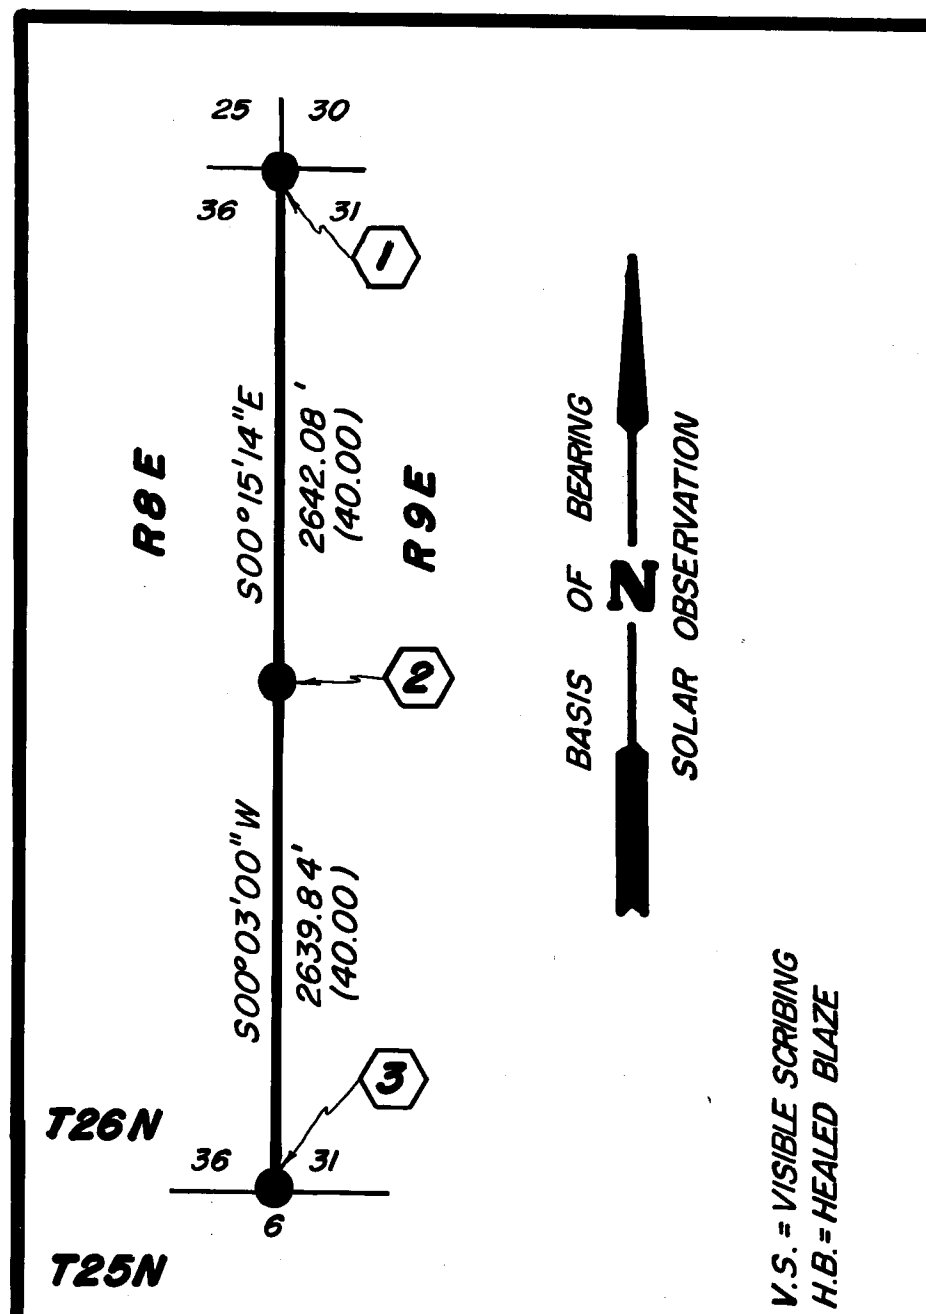 25 30
36 31
1
R8E
S00°15'14"E
2642.08'
(40.00)
R9E
2
BASIS OF BEARING
N
SOLAR OBSERVATION
S00°03'00"W
2639.84'
(40.00)
3
T26N
36 31
6
T25N
V.S. = VISIBLE SCRIBING
H.B. = HEALED BLAZE